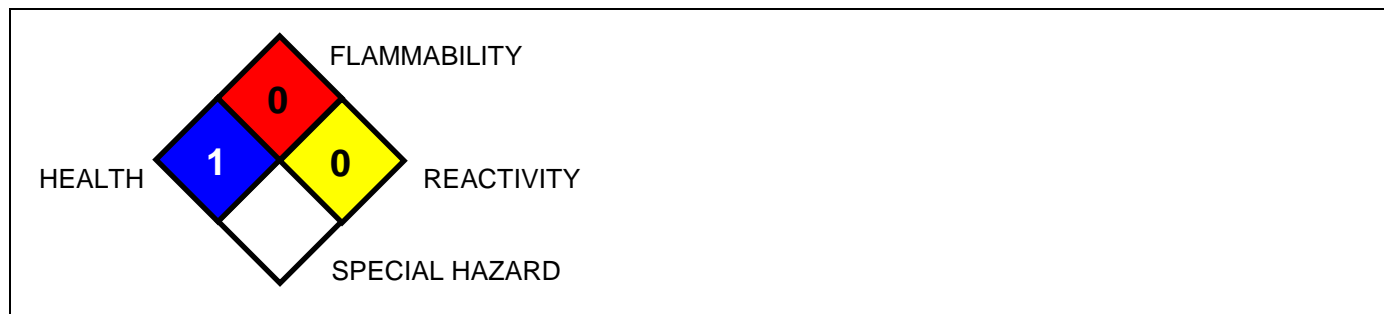 FLAMMABILITY
0
1
0
HEALTH
REACTIVITY
SPECIAL HAZARD